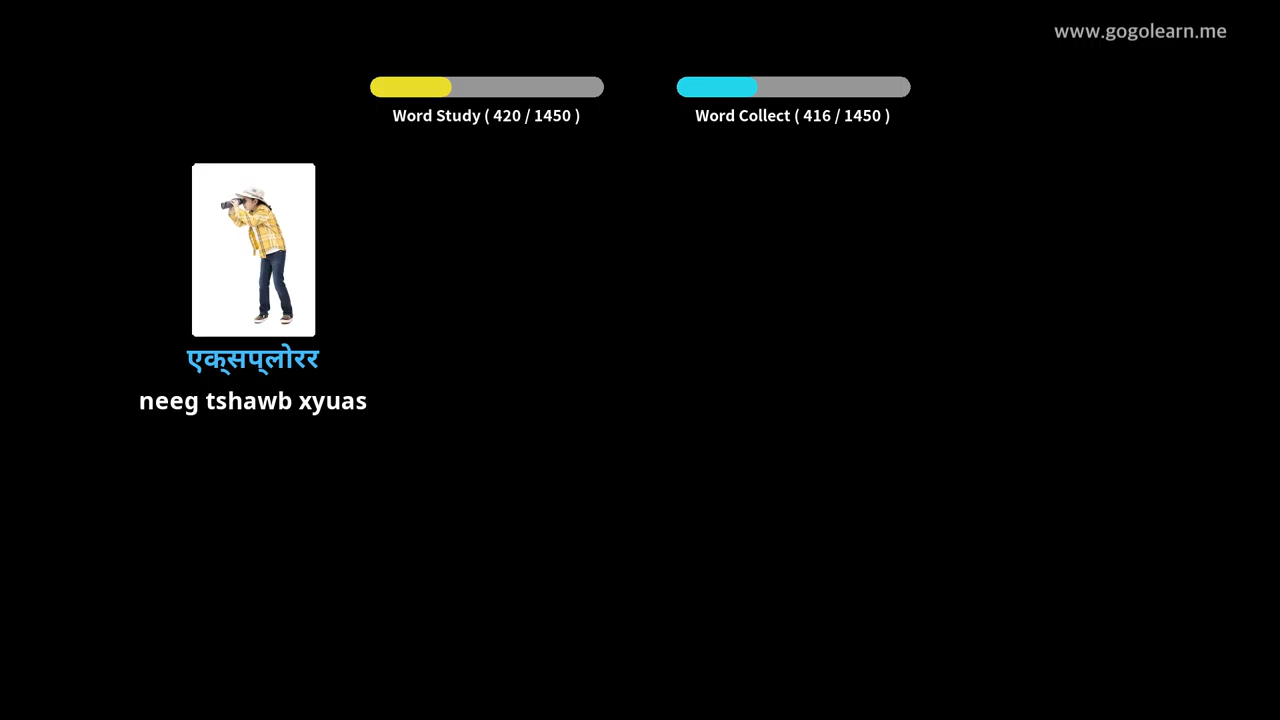 www.gogolearn.me
Word Study ( 420 / 1450 )
Word Collect ( 416 / 1450 )
एक्सप्लोरर
neeg tshawb xyuas